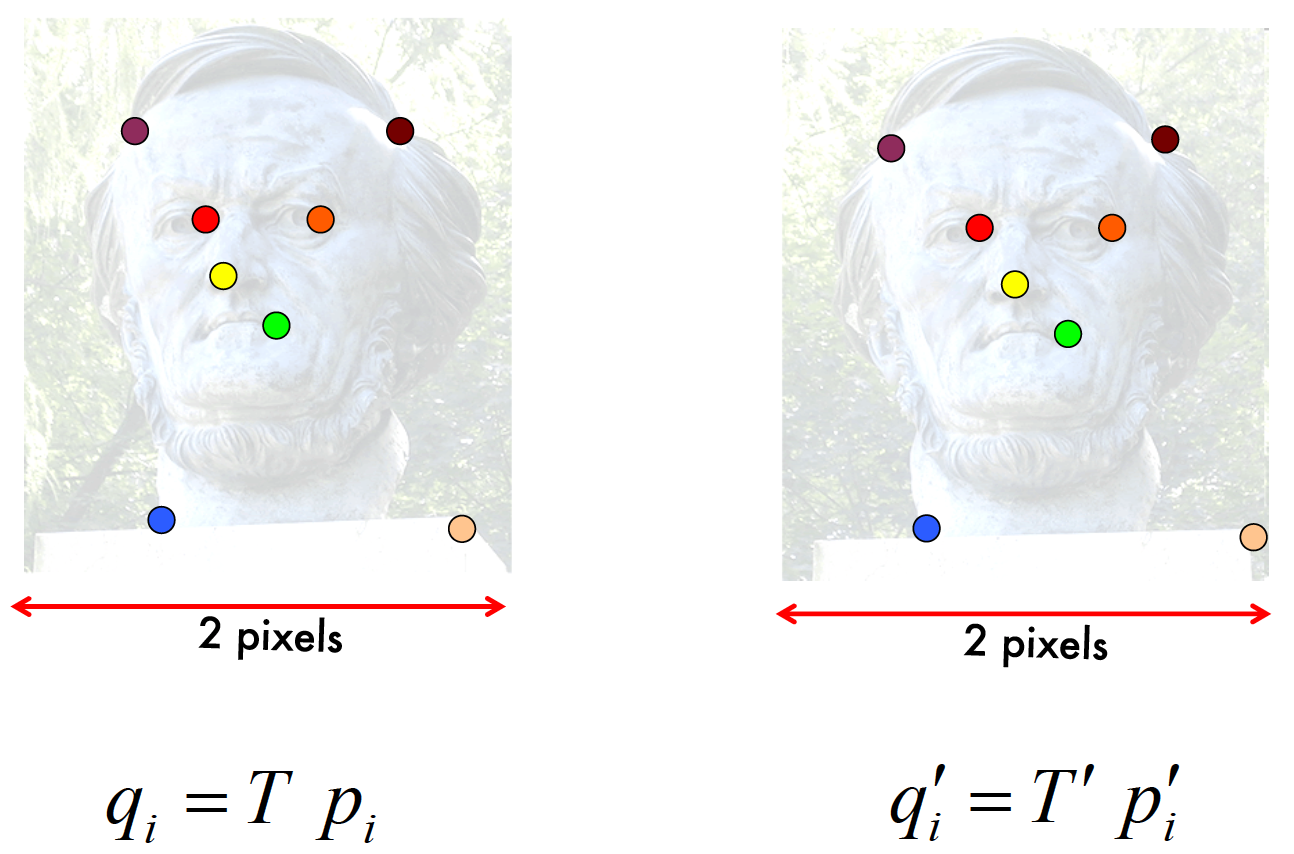 2 pixels
2 pixels
qᵢ = T pᵢ
q′ᵢ = T′ p′ᵢ